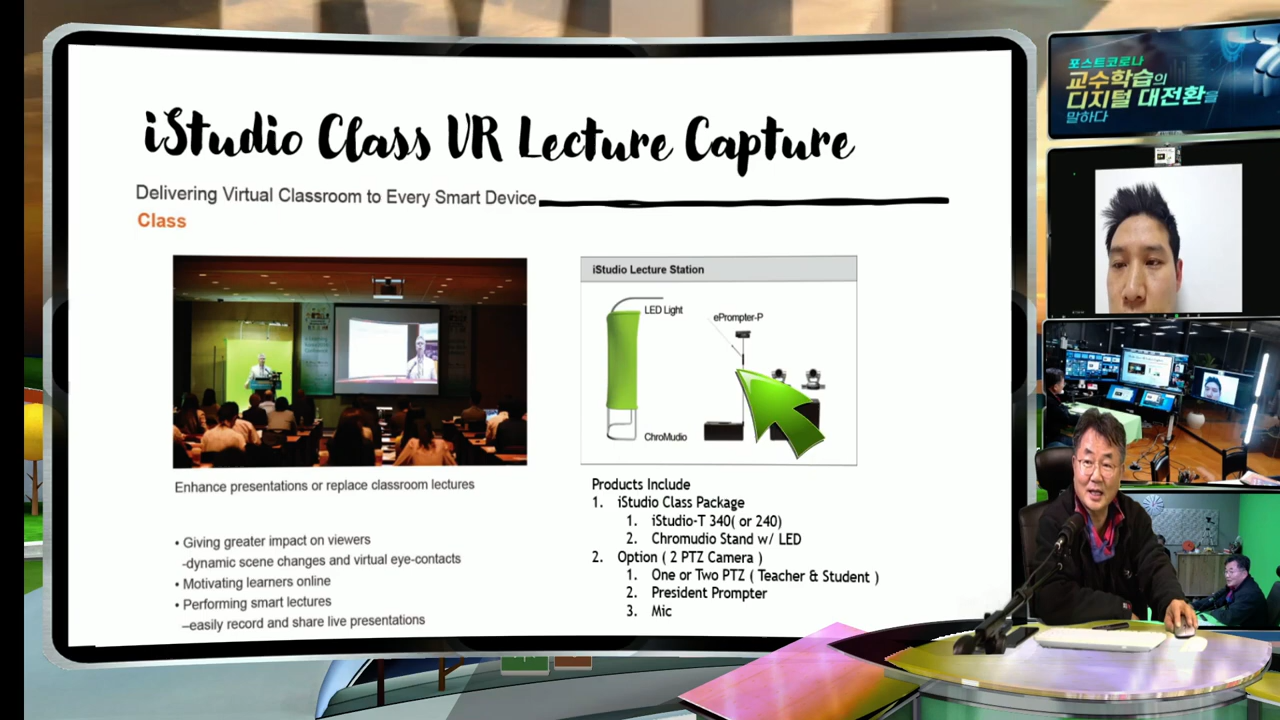 iStudio Class VR Lecture Capture
Delivering Virtual Classroom to Every Smart Device
Class
iStudio Lecture Station
LED Light
ePrompter-P
ChroMudio
Enhance presentations or replace classroom lectures
• Giving greater impact on viewers
-dynamic scene changes and virtual eye-contacts
• Motivating learners online
• Performing smart lectures
–easily record and share live presentations
Products Include
1. iStudio Class Package
1. iStudio-T 340( or 240)
2. Chromudio Stand w/ LED
2. Option ( 2 PTZ Camera )
1. One or Two PTZ ( Teacher & Student )
2. President Prompter
3. Mic
포스트코로나
교수학습의
디지털 대전환을
말하다